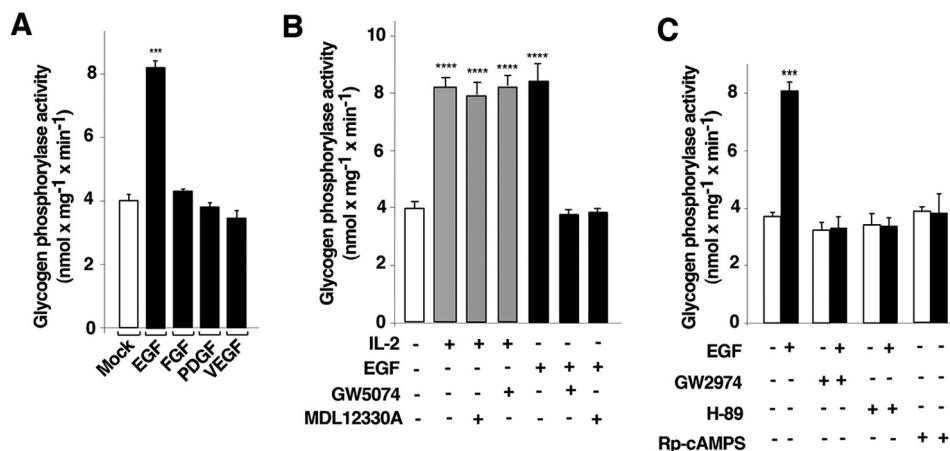 A
Glycogen phosphorylase activity
(nmol x mg-1 x min-1)
8
6
4
2
0
***
Mock
EGF
FGF
PDGF
VEGF
B
Glycogen phosphorylase activity
(nmol x mg-1 x min-1)
10
8
6
4
2
0
**** **** **** ****
IL-2 - + + + - - -
EGF - - - - + + +
GW5074 - - - + - + -
MDL12330A - - + - - - +
C
Glycogen phosphorylase activity
(nmol x mg-1 x min-1)
8
6
4
2
0
***
EGF - + - + - + - -
GW2974 - - + + - - - -
H-89 - - - - + + - -
Rp-cAMPS - - - - - - + +